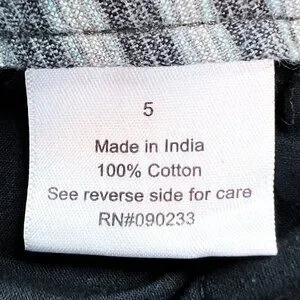 5
Made in India
100% Cotton
See reverse side for care
RN#090233